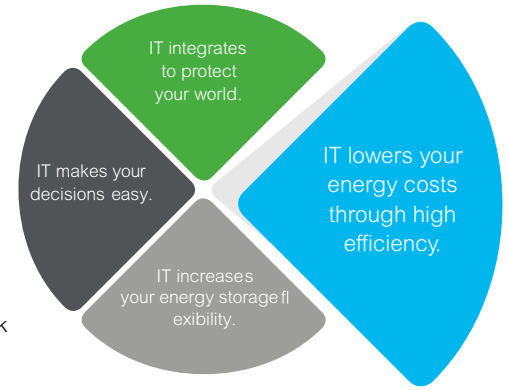 IT integrates
to protect
your world.
IT makes your
decisions easy.
IT lowers your
energy costs
through high
efficiency.
IT increases
your energy storage fl
exibility.
k